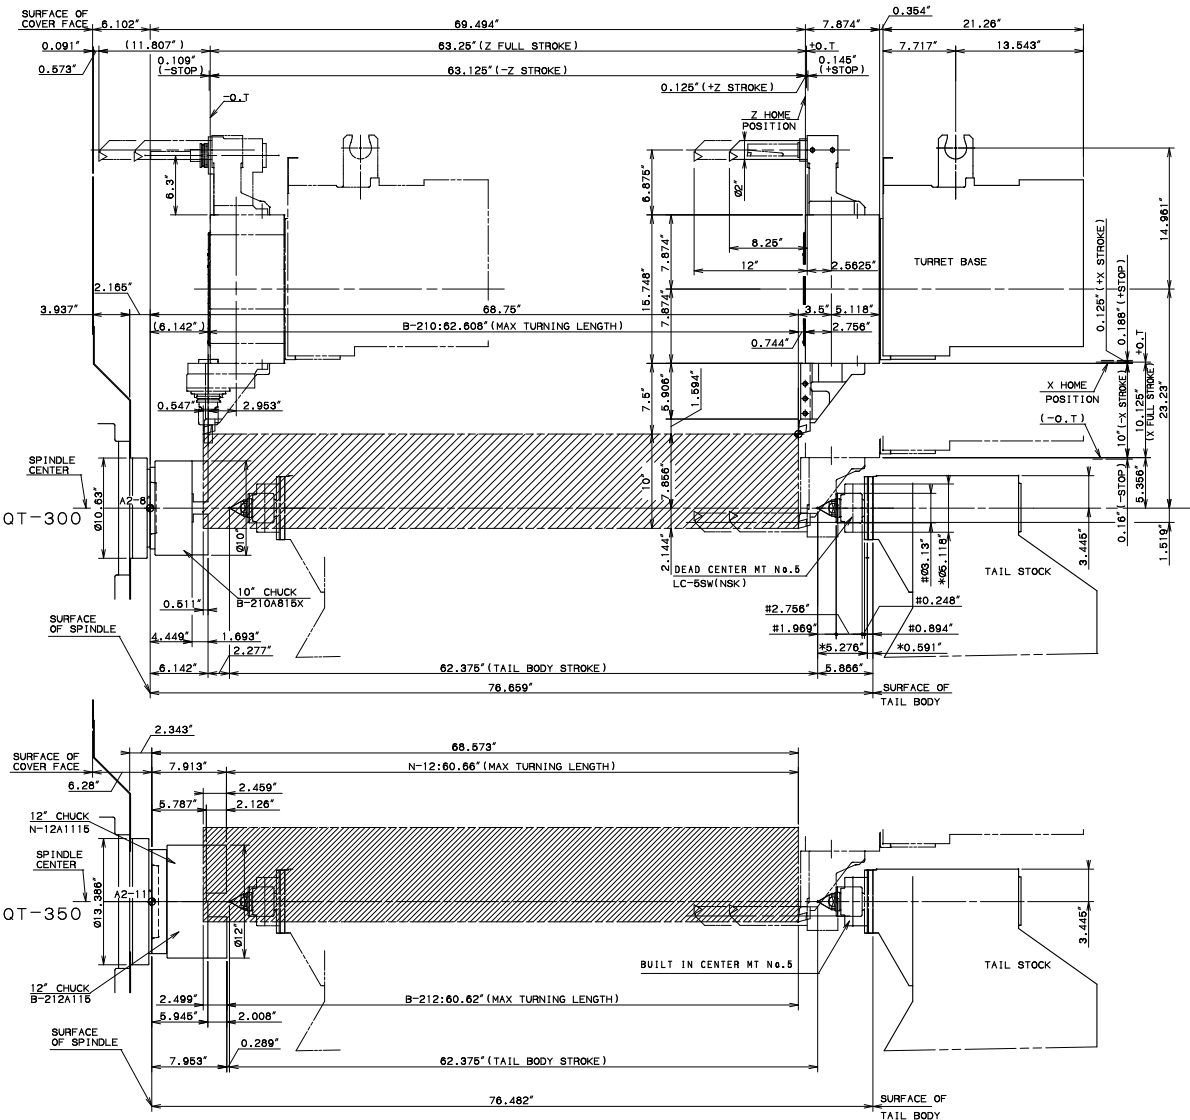 SURFACE OF
COVER FACE
6.102"
69.494"
7.874"
0.354"
21.26"
0.091"
(11.807")
63.25"(Z FULL STROKE)
+O.T
7.717"
13.543"
0.573"
0.109"
(-STOP)
63.125"(-Z STROKE)
0.145"
(+STOP)
0.125"(+Z STROKE)
-O.T
Z HOME
POSITION
6.3"
Ø2"
6.875"
14.961"
8.25"
12"
2.5625"
TURRET BASE
15.748"
7.874"
7.874"
0.125"(+X STROKE)
0.188"(+STOP)
2.165"
3.937"
68.75"
3.5"
5.118"
(6.142")
B-210:62.608"(MAX TURNING LENGTH)
2.756"
0.744"
+O.T
X HOME
POSITION
0.547"
2.953"
7.5"
5.906"
1.594"
10"(-X STROKE)
10.125"
(X FULL STROKE)
23.23"
(-O.T)
SPINDLE
CENTER
A2-8"
Ø10.63"
QT-300
Ø10"
10"
7.856"
2.144"
DEAD CENTER MT No.5
LC-5SW(NSK)
#Ø3.13"
*Ø5.118"
TAIL STOCK
3.445"
0.16"(-STOP)
5.356"
1.519"
10" CHUCK
B-210A815X
0.511"
SURFACE
OF SPINDLE
4.449"
1.693"
2.277"
#2.756"
#0.248"
#1.969"
#0.894"
*5.276"
*0.591"
6.142"
62.375"(TAIL BODY STROKE)
5.866"
76.659"
SURFACE OF
TAIL BODY
2.343"
68.573"
SURFACE OF
COVER FACE
7.913"
N-12:60.66"(MAX TURNING LENGTH)
6.28"
2.459"
5.787"
2.126"
12" CHUCK
N-12A1115
SPINDLE
CENTER
A2-11"
Ø13.386"
QT-350
Ø12"
3.445"
BUILT IN CENTER MT No.5
TAIL STOCK
12" CHUCK
B-212A115
2.499"
B-212:60.62"(MAX TURNING LENGTH)
5.945"
2.008"
SURFACE
OF SPINDLE
0.289"
7.953"
62.375"(TAIL BODY STROKE)
76.482"
SURFACE OF
TAIL BODY